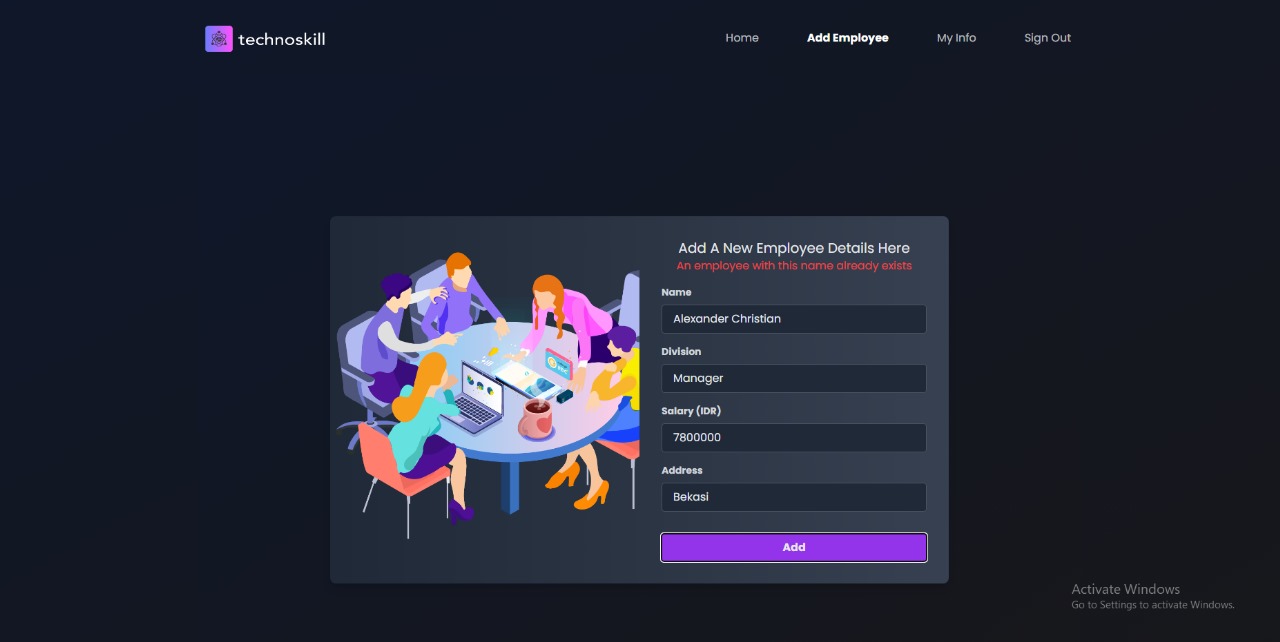 technoskill
Home Add Employee My Info Sign Out
Add A New Employee Details Here
An employee with this name already exists
Name
Alexander Christian
Division
Manager
Salary (IDR)
7800000
Address
Bekasi
Add
Activate Windows
Go to Settings to activate Windows.